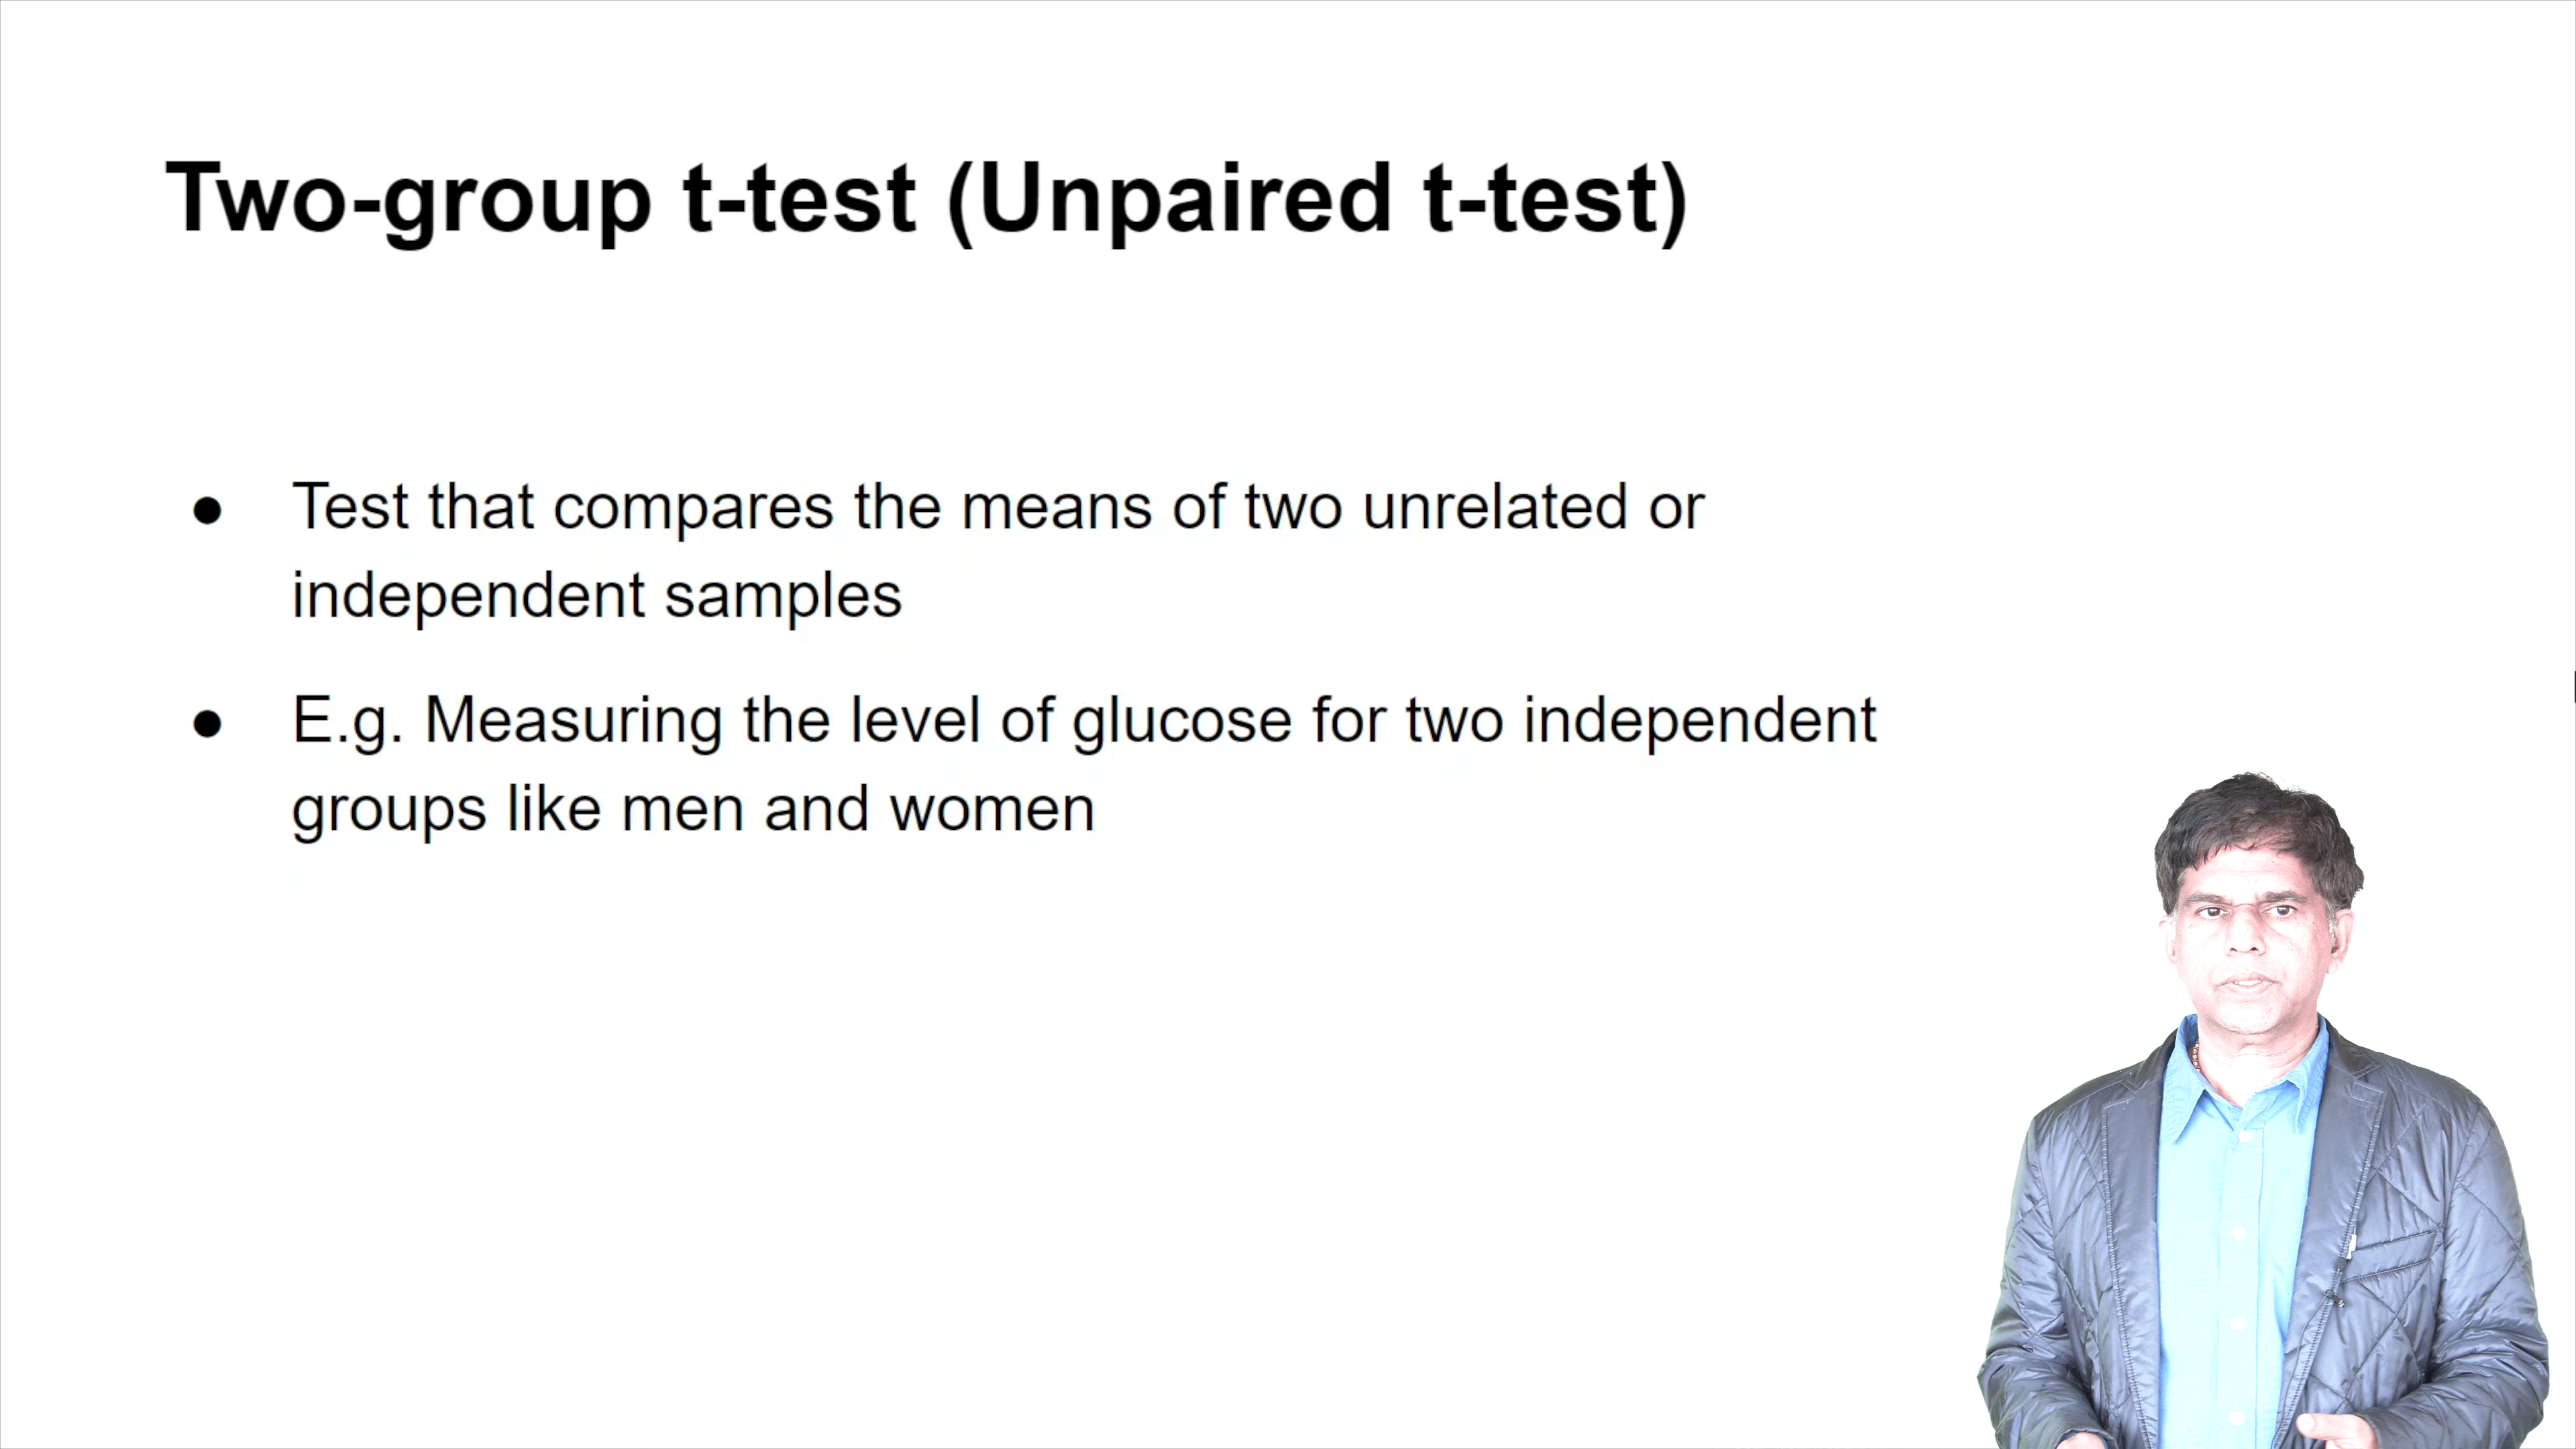 Two-group t-test (Unpaired t-test)
● Test that compares the means of two unrelated or
independent samples
● E.g. Measuring the level of glucose for two independent
groups like men and women